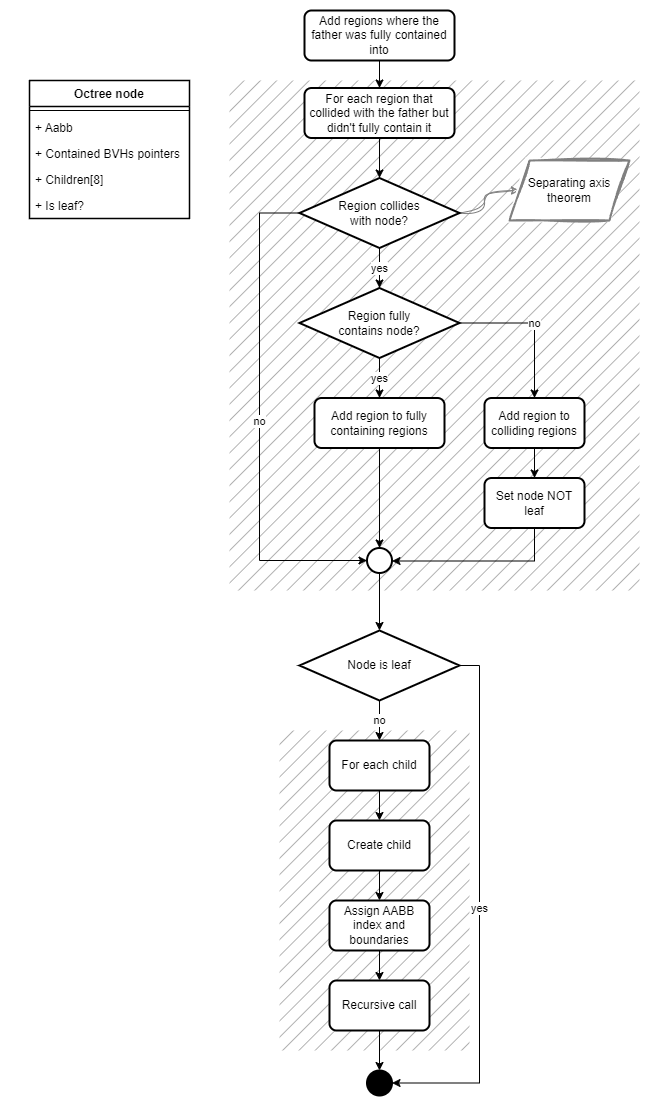 Add regions where the
father was fully contained
into
Octree node
+ Aabb
+ Contained BVHs pointers
+ Children[8]
+ Is leaf?
For each region that
collided with the father but
didn't fully contain it
Region collides
with node?
Separating axis
theorem
yes
Region fully
contains node?
no
yes
no
Add region to fully
containing regions
Add region to
colliding regions
Set node NOT
leaf
Node is leaf
no
For each child
Create child
Assign AABB
index and
boundaries
yes
Recursive call